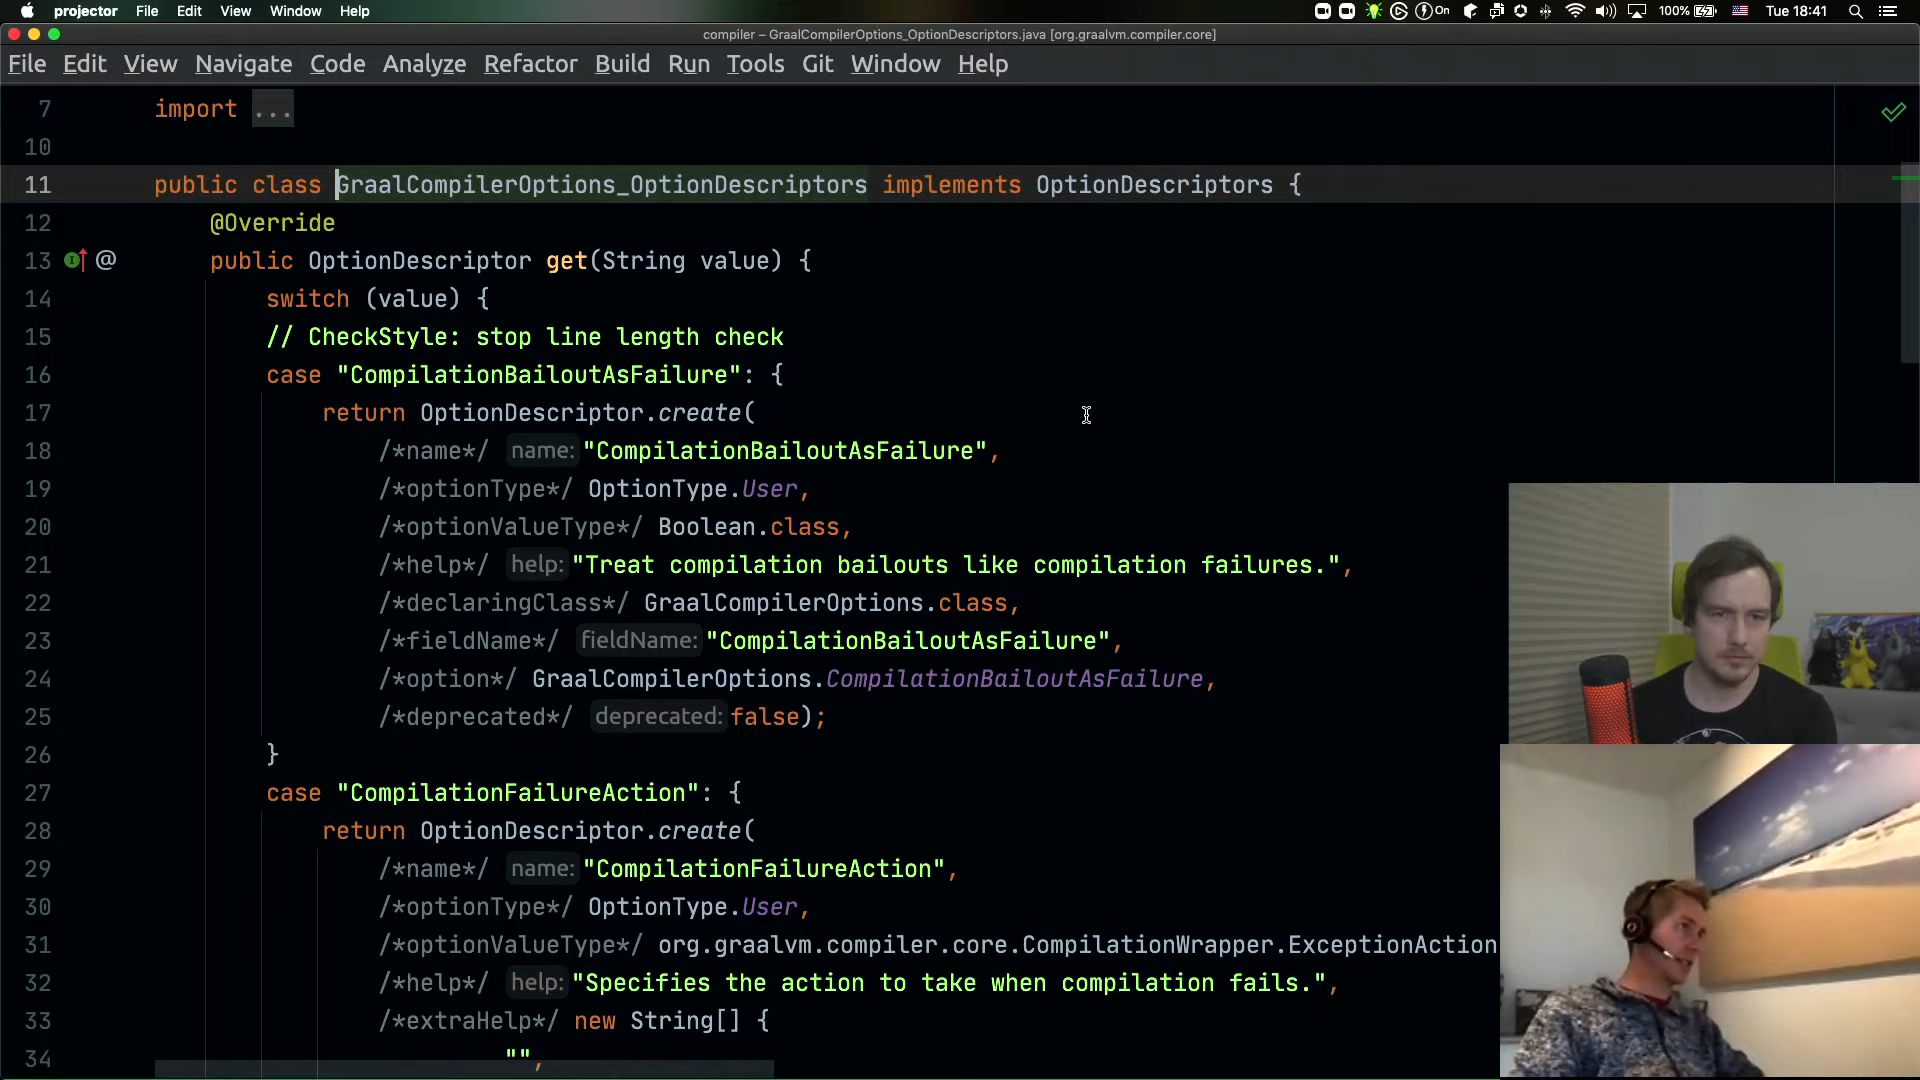 projector File Edit View Window Help
On 100% Tue 18:41
compiler – GraalCompilerOptions_OptionDescriptors.java [org.graalvm.compiler.core]
File Edit View Navigate Code Analyze Refactor Build Run Tools Git Window Help
7 import ...
10
11 public class GraalCompilerOptions_OptionDescriptors implements OptionDescriptors {
12 @Override
13 @ public OptionDescriptor get(String value) {
14 switch (value) {
15 // CheckStyle: stop line length check
16 case "CompilationBailoutAsFailure": {
17 return OptionDescriptor.create(
18 /*name*/ name: "CompilationBailoutAsFailure",
19 /*optionType*/ OptionType.User,
20 /*optionValueType*/ Boolean.class,
21 /*help*/ help: "Treat compilation bailouts like compilation failures.",
22 /*declaringClass*/ GraalCompilerOptions.class,
23 /*fieldName*/ fieldName: "CompilationBailoutAsFailure",
24 /*option*/ GraalCompilerOptions.CompilationBailoutAsFailure,
25 /*deprecated*/ deprecated: false);
26 }
27 case "CompilationFailureAction": {
28 return OptionDescriptor.create(
29 /*name*/ name: "CompilationFailureAction",
30 /*optionType*/ OptionType.User,
31 /*optionValueType*/ org.graalvm.compiler.core.CompilationWrapper.ExceptionAction
32 /*help*/ help: "Specifies the action to take when compilation fails.",
33 /*extraHelp*/ new String[] {
34 "",